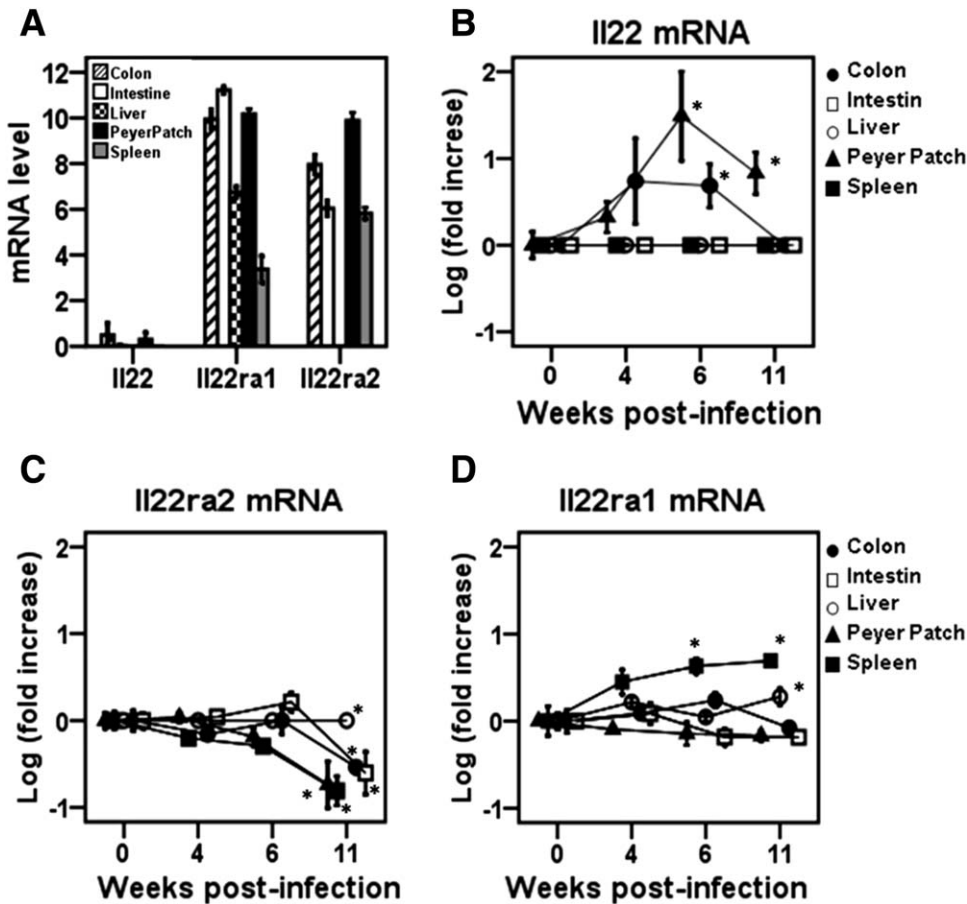 A
mRNA level
12
10
8
6
4
2
0
Colon
Intestine
Liver
PeyerPatch
Spleen
Il22
Il22ra1
Il22ra2
B
Il22 mRNA
Log (fold increse)
2
1
0
-1
0
4
6
11
Weeks post-infection
*
*
*
Colon
Intestin
Liver
Peyer Patch
Spleen
C
Il22ra2 mRNA
Log (fold increase)
2
1
0
-1
0
4
6
11
Weeks post-infection
*
*
*
*
*
D
Il22ra1 mRNA
Log (fold increase)
2
1
0
-1
0
4
6
11
Weeks post-infection
*
*
*
Colon
Intestin
Liver
Peyer Patch
Spleen